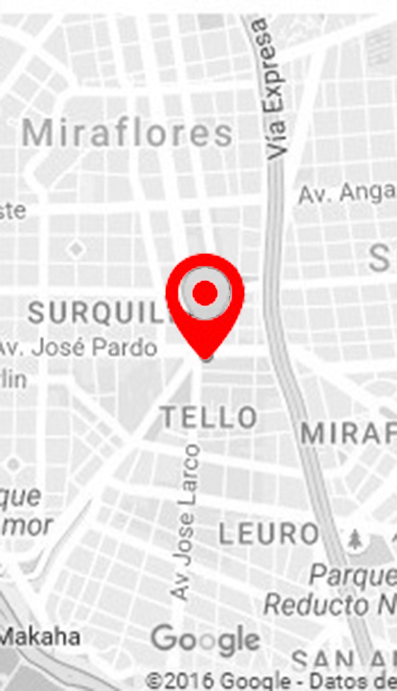 Vía Expresa
Miraflores
Av. Anga
ste
S
SURQUIL
Av. José Pardo
rlin
TELLO
MIRAF
Av Jose Larco
que
mor
LEURO
Parque
Reducto N
Makaha
Google
SAN A
©2016 Google - Datos de